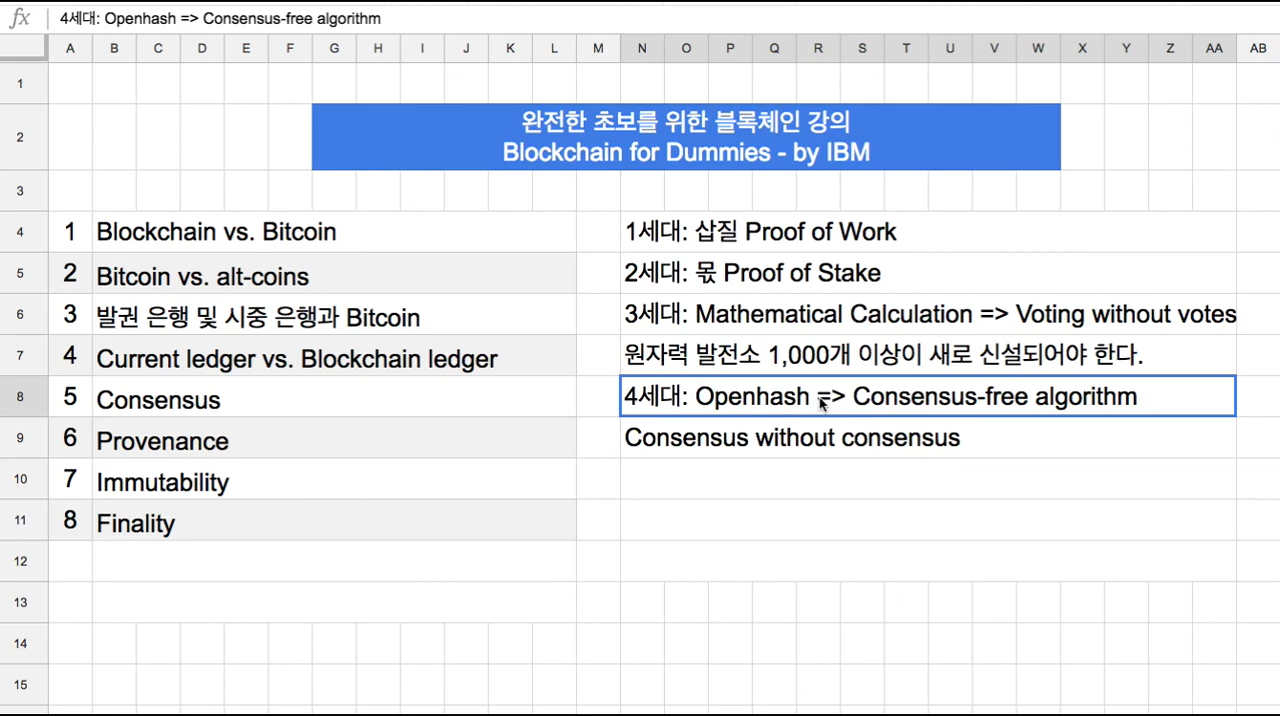 fx 4세대: Openhash => Consensus-free algorithm
A B C D E F G H I J K L M N O P Q R S T U V W X Y Z AA AB
1
2 완전한 초보를 위한 블록체인 강의
Blockchain for Dummies - by IBM
3
4 1 Blockchain vs. Bitcoin 1세대: 삽질 Proof of Work
5 2 Bitcoin vs. alt-coins 2세대: 몫 Proof of Stake
6 3 발권 은행 및 시중 은행과 Bitcoin 3세대: Mathematical Calculation => Voting without votes
7 4 Current ledger vs. Blockchain ledger 원자력 발전소 1,000개 이상이 새로 신설되어야 한다.
8 5 Consensus 4세대: Openhash => Consensus-free algorithm
9 6 Provenance Consensus without consensus
10 7 Immutability
11 8 Finality
12
13
14
15